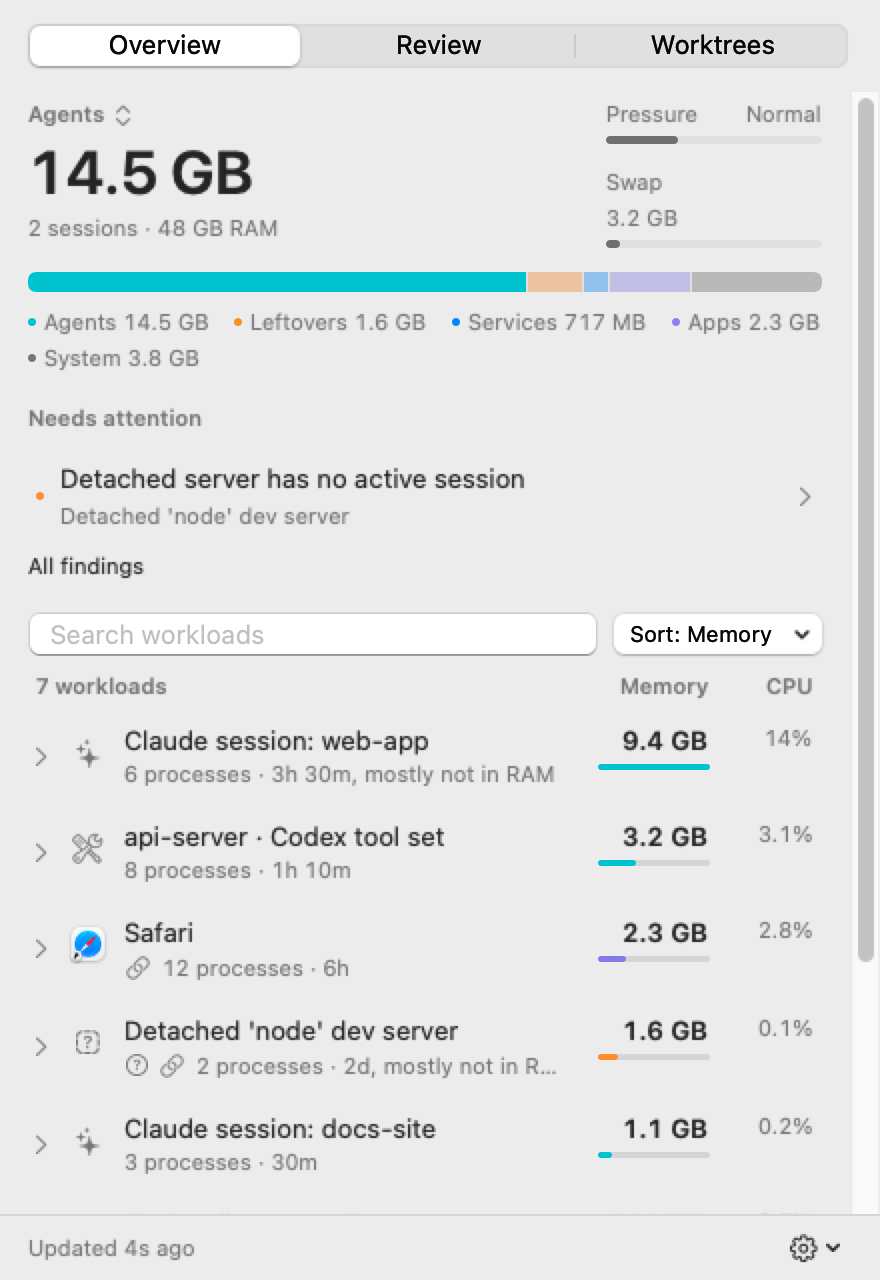 Overview Review Worktrees
Agents
Pressure Normal
14.5 GB
Swap
3.2 GB
2 sessions · 48 GB RAM
Agents 14.5 GB Leftovers 1.6 GB Services 717 MB Apps 2.3 GB
System 3.8 GB
Needs attention
Detached server has no active session
Detached 'node' dev server
All findings
Search workloads Sort: Memory
7 workloads Memory CPU
Claude session: web-app 9.4 GB 14%
6 processes · 3h 30m, mostly not in RAM
api-server · Codex tool set 3.2 GB 3.1%
8 processes · 1h 10m
Safari 2.3 GB 2.8%
12 processes · 6h
Detached 'node' dev server 1.6 GB 0.1%
2 processes · 2d, mostly not in R...
Claude session: docs-site 1.1 GB 0.2%
3 processes · 30m
Updated 4s ago